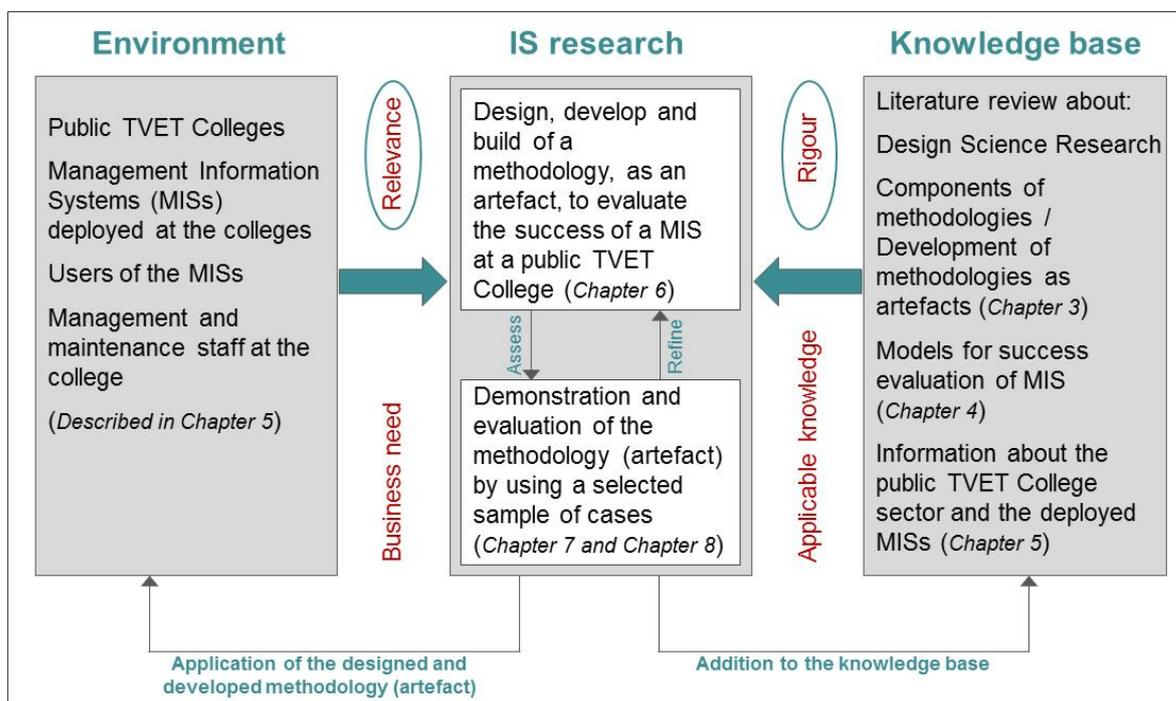 Environment
Public TVET Colleges
Management Information
Systems (MISs)
deployed at the colleges
Users of the MISs
Management and
maintenance staff at the
college
(Described in Chapter 5)
Relevance
Business need
IS research
Design, develop and
build of a
methodology, as an
artefact, to evaluate
the success of a MIS
at a public TVET
College (Chapter 6)
Assess
Refine
Demonstration and
evaluation of the
methodology (artefact)
by using a selected
sample of cases
(Chapter 7 and Chapter 8)
Rigour
Applicable knowledge
Knowledge base
Literature review about:
Design Science Research
Components of
methodologies /
Development of
methodologies as
artefacts (Chapter 3)
Models for success
evaluation of MIS
(Chapter 4)
Information about the
public TVET College
sector and the deployed
MISs (Chapter 5)
Application of the designed and
developed methodology (artefact)
Addition to the knowledge base